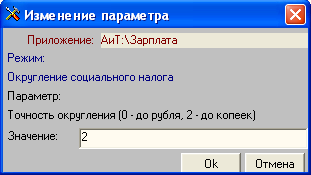 Изменение параметра
Приложение: АиТ:\Зарплата
Режим:
Округление социального налога
Параметр:
Точность округления (0 - до рубля, 2 - до копеек)
Значение: 2
Ok Отмена